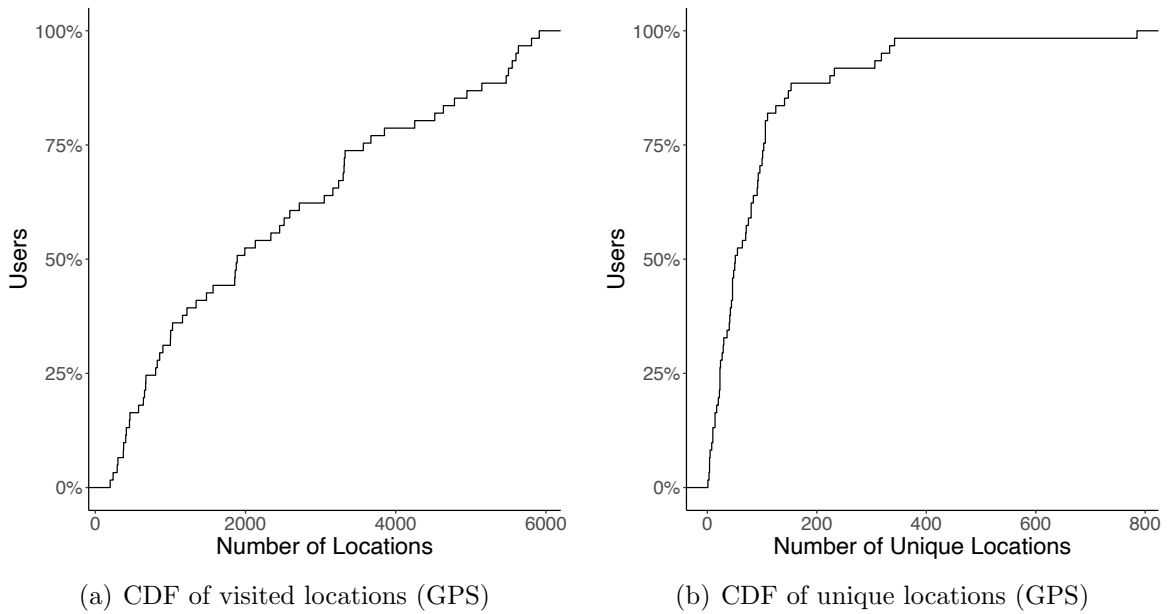 100%
75%
50%
25%
0%
Users
0 2000 4000 6000
Number of Locations
(a) CDF of visited locations (GPS)
100%
75%
50%
25%
0%
Users
0 200 400 600 800
Number of Unique Locations
(b) CDF of unique locations (GPS)